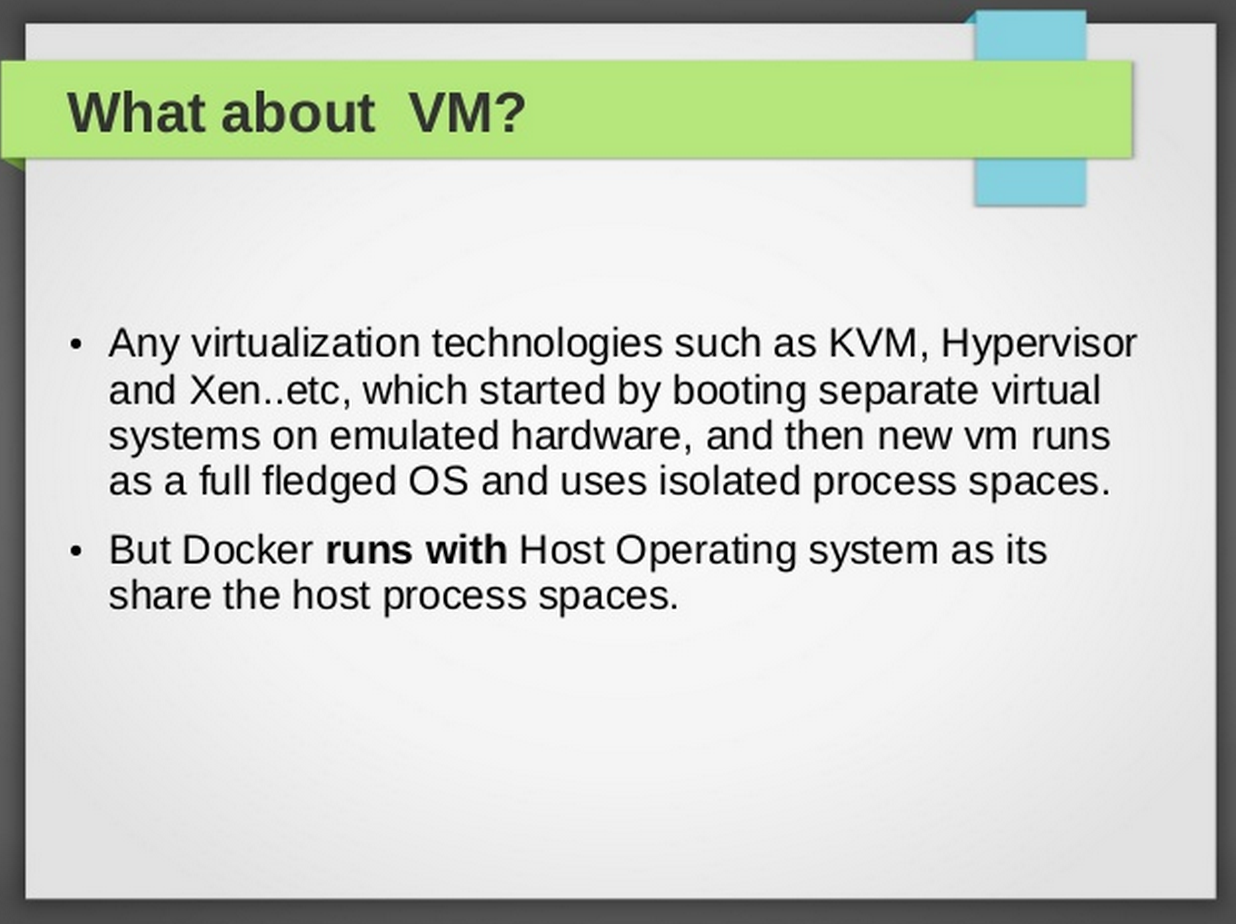 What about  VM?
• Any virtualization technologies such as KVM, Hypervisor
and Xen..etc, which started by booting separate virtual
systems on emulated hardware, and then new vm runs
as a full fledged OS and uses isolated process spaces.
• But Docker runs with Host Operating system as its
share the host process spaces.